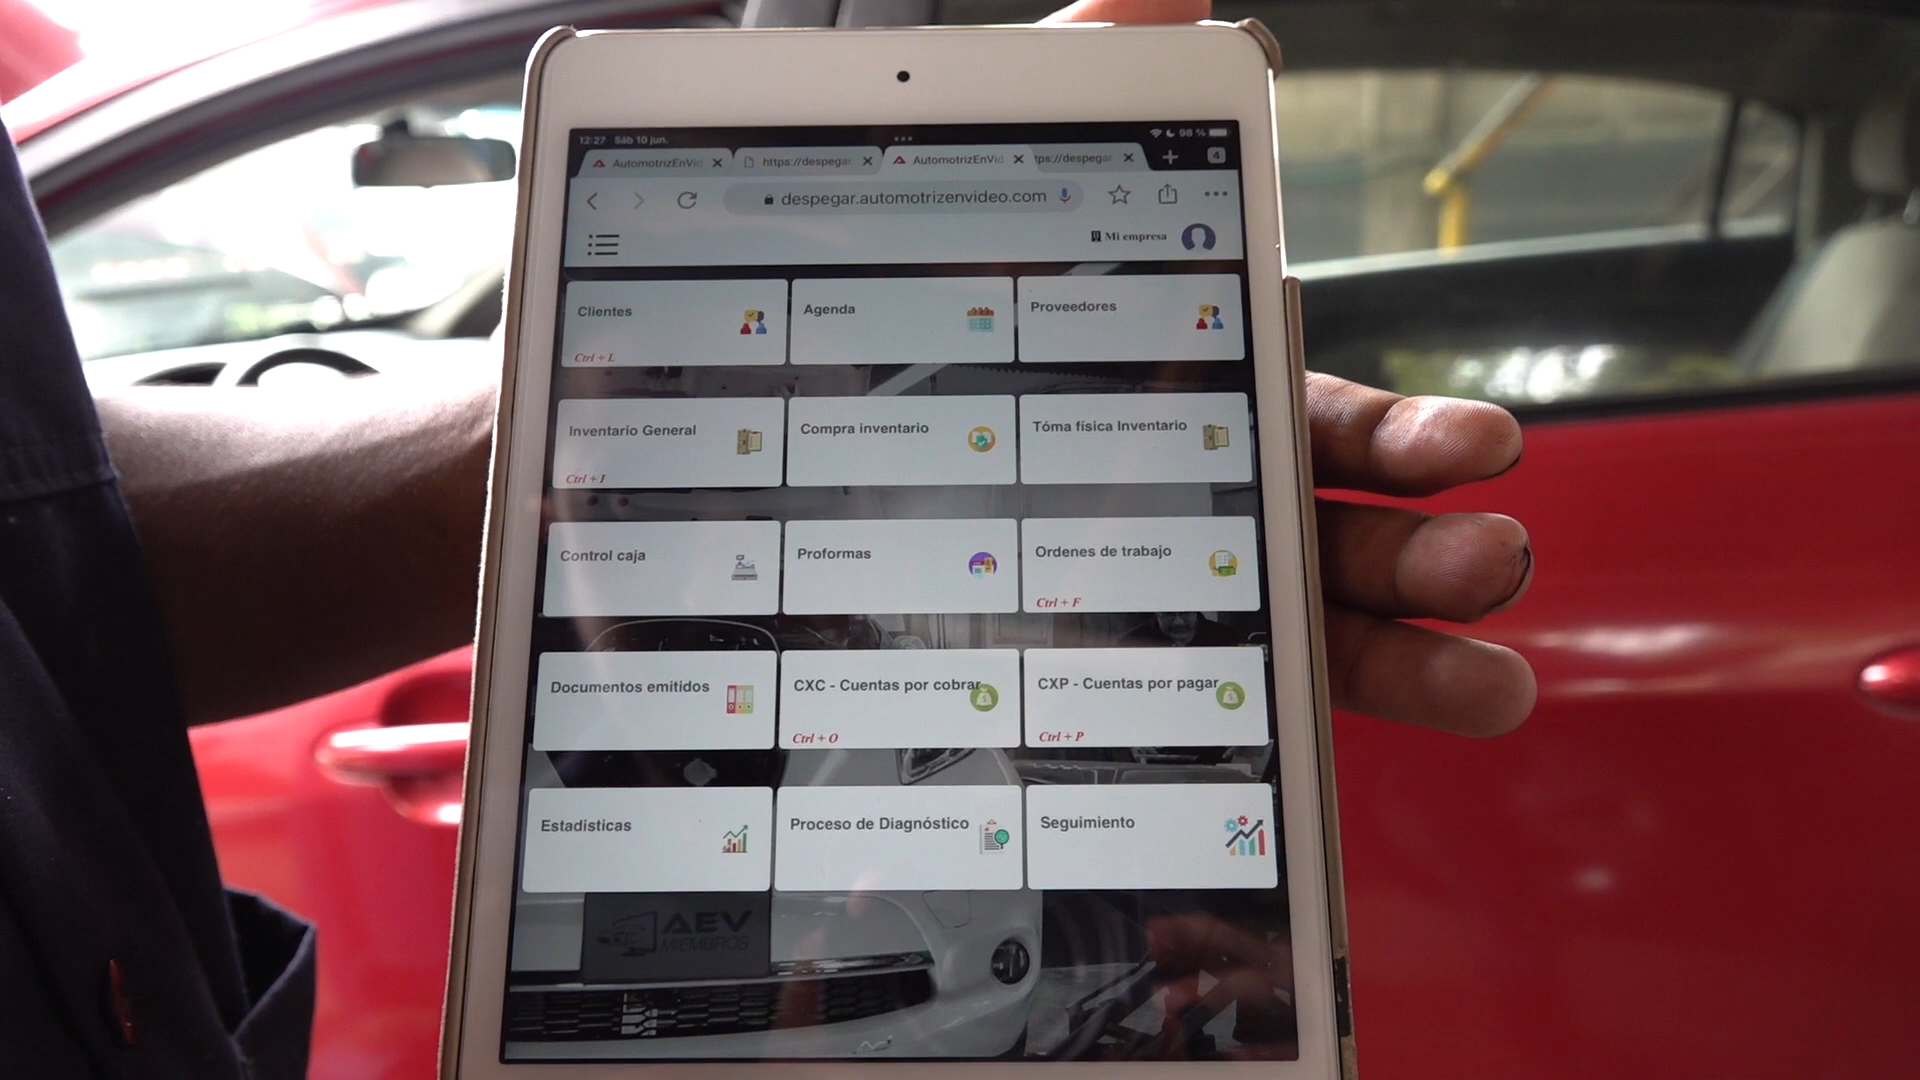 12:27 Sáb 10 jun.
98 %
AutomotrizEnVid
https://despegar
AutomotrizEnVid
tps://despegar
4
despegar.automotrizenvideo.com
Mi empresa
Clientes
Ctrl + L
Agenda
Proveedores
Inventario General
Ctrl + I
Compra inventario
Tóma física Inventario
Control caja
Proformas
Ordenes de trabajo
Ctrl + F
Documentos emitidos
CXC - Cuentas por cobrar
Ctrl + O
CXP - Cuentas por pagar
Ctrl + P
Estadísticas
Proceso de Diagnóstico
Seguimiento
AEV
MIEMBROS